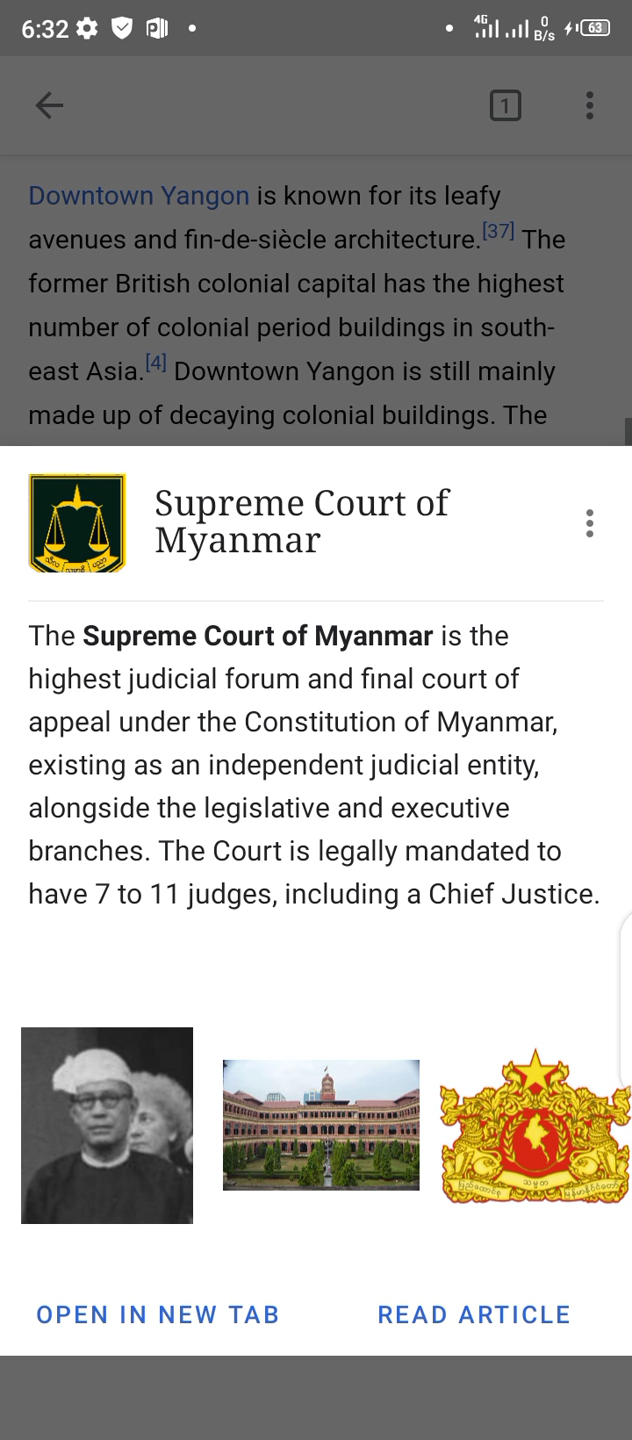 6:32
4G
0
B/s
63
1
Downtown Yangon is known for its leafy
avenues and fin-de-siècle architecture.[37] The
former British colonial capital has the highest
number of colonial period buildings in south-
east Asia.[4] Downtown Yangon is still mainly
made up of decaying colonial buildings. The
Supreme Court of
Myanmar
The Supreme Court of Myanmar is the
highest judicial forum and final court of
appeal under the Constitution of Myanmar,
existing as an independent judicial entity,
alongside the legislative and executive
branches. The Court is legally mandated to
have 7 to 11 judges, including a Chief Justice.
သမ္မတ
OPEN IN NEW TAB
READ ARTICLE